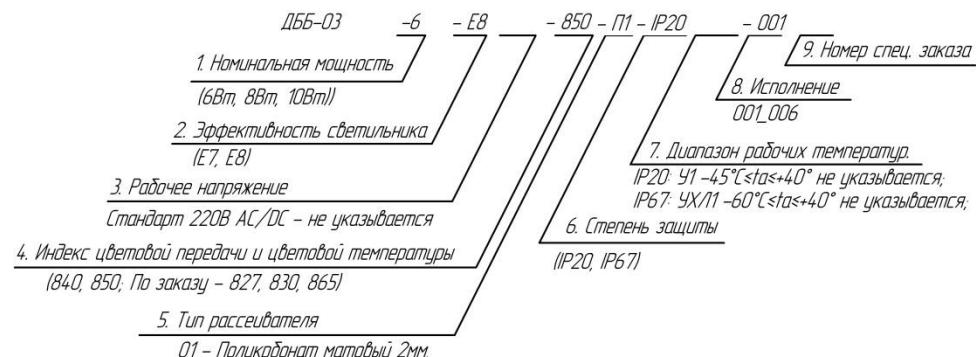 ДББ-03 -6 - Е8 -850 - П1 - IP20 - 001
9. Номер спец. заказа
1. Номинальная мощность
(6Вт, 8Вт, 10Вт))
8. Исполнение
001_006
2. Эффективность светильника
(Е7, Е8)
7. Диапазон рабочих температур.
IP20: У1 -45°С≤ta≤+40° не указывается;
IP67: УХЛ1 -60°С≤ta≤+40° не указывается;
3. Рабочее напряжение
Стандарт 220В AC/DC - не указывается
6. Степень защиты
(IP20, IP67)
4. Индекс цветовой передачи и цветовой температуры
(840, 850; По заказу - 827, 830, 865)
5. Тип рассеивателя
01 - Поликрбонат матовый 2мм.